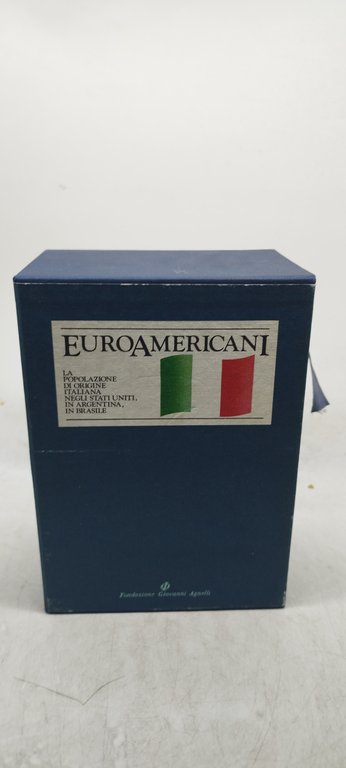 EUROAMERICANI
LA
POPOLAZIONE
DI ORIGINE
ITALIANA
NEGLI STATI UNITI,
IN ARGENTINA,
IN BRASILE
Fondazione Giovanni Agnelli